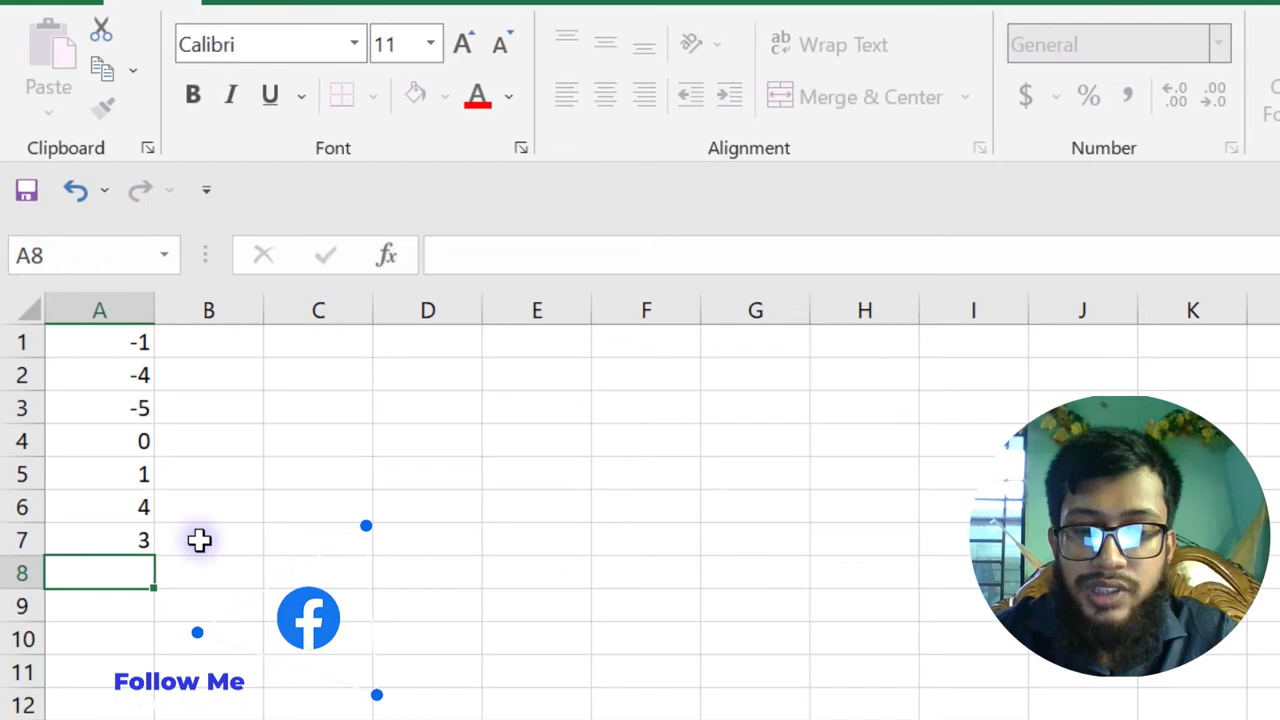 Calibri
11
A
A
ab
Wrap Text
General
Paste
B I U
A
Merge & Center
$ % ,
Clipboard
Font
Alignment
Number
A8
fx
A B C D E F G H I J K
1 -1
2 -4
3 -5
4 0
5 1
6 4
7 3
8
9
10
11
12
f
Follow Me